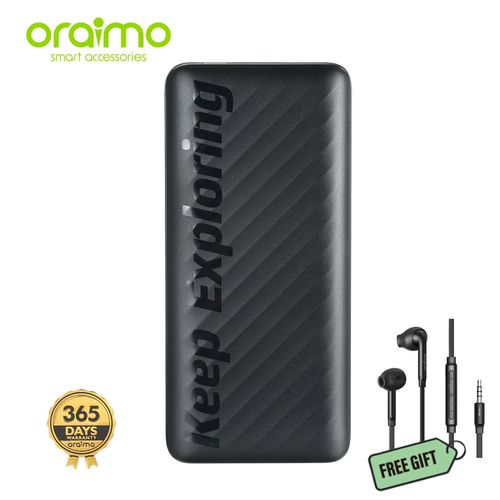 oraimo
smart accessories
Keep Exploring
365
DAYS
WARRANTY
oraimo
FREE GIFT